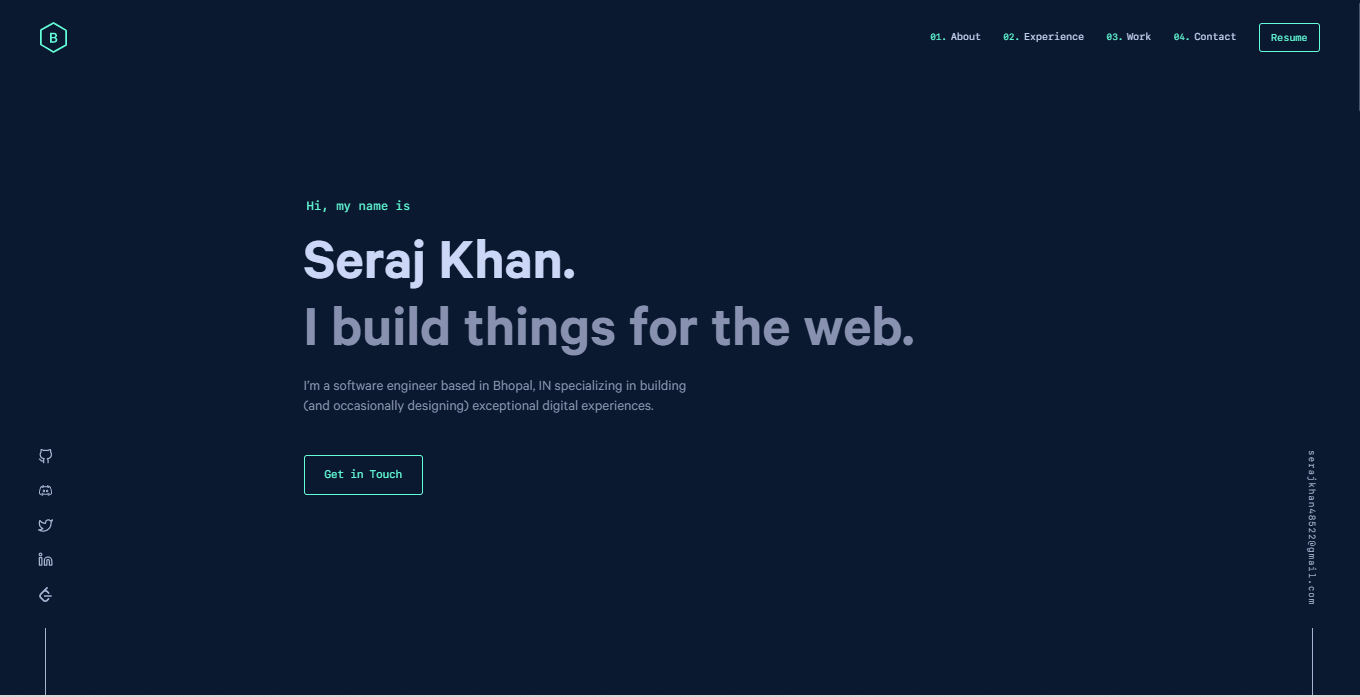 B
01. About 02. Experience 03. Work 04. Contact Resume
Hi, my name is
Seraj Khan.
I build things for the web.
I'm a software engineer based in Bhopal, IN specializing in building
(and occasionally designing) exceptional digital experiences.
Get in Touch
serajkhan48522@gmail.com